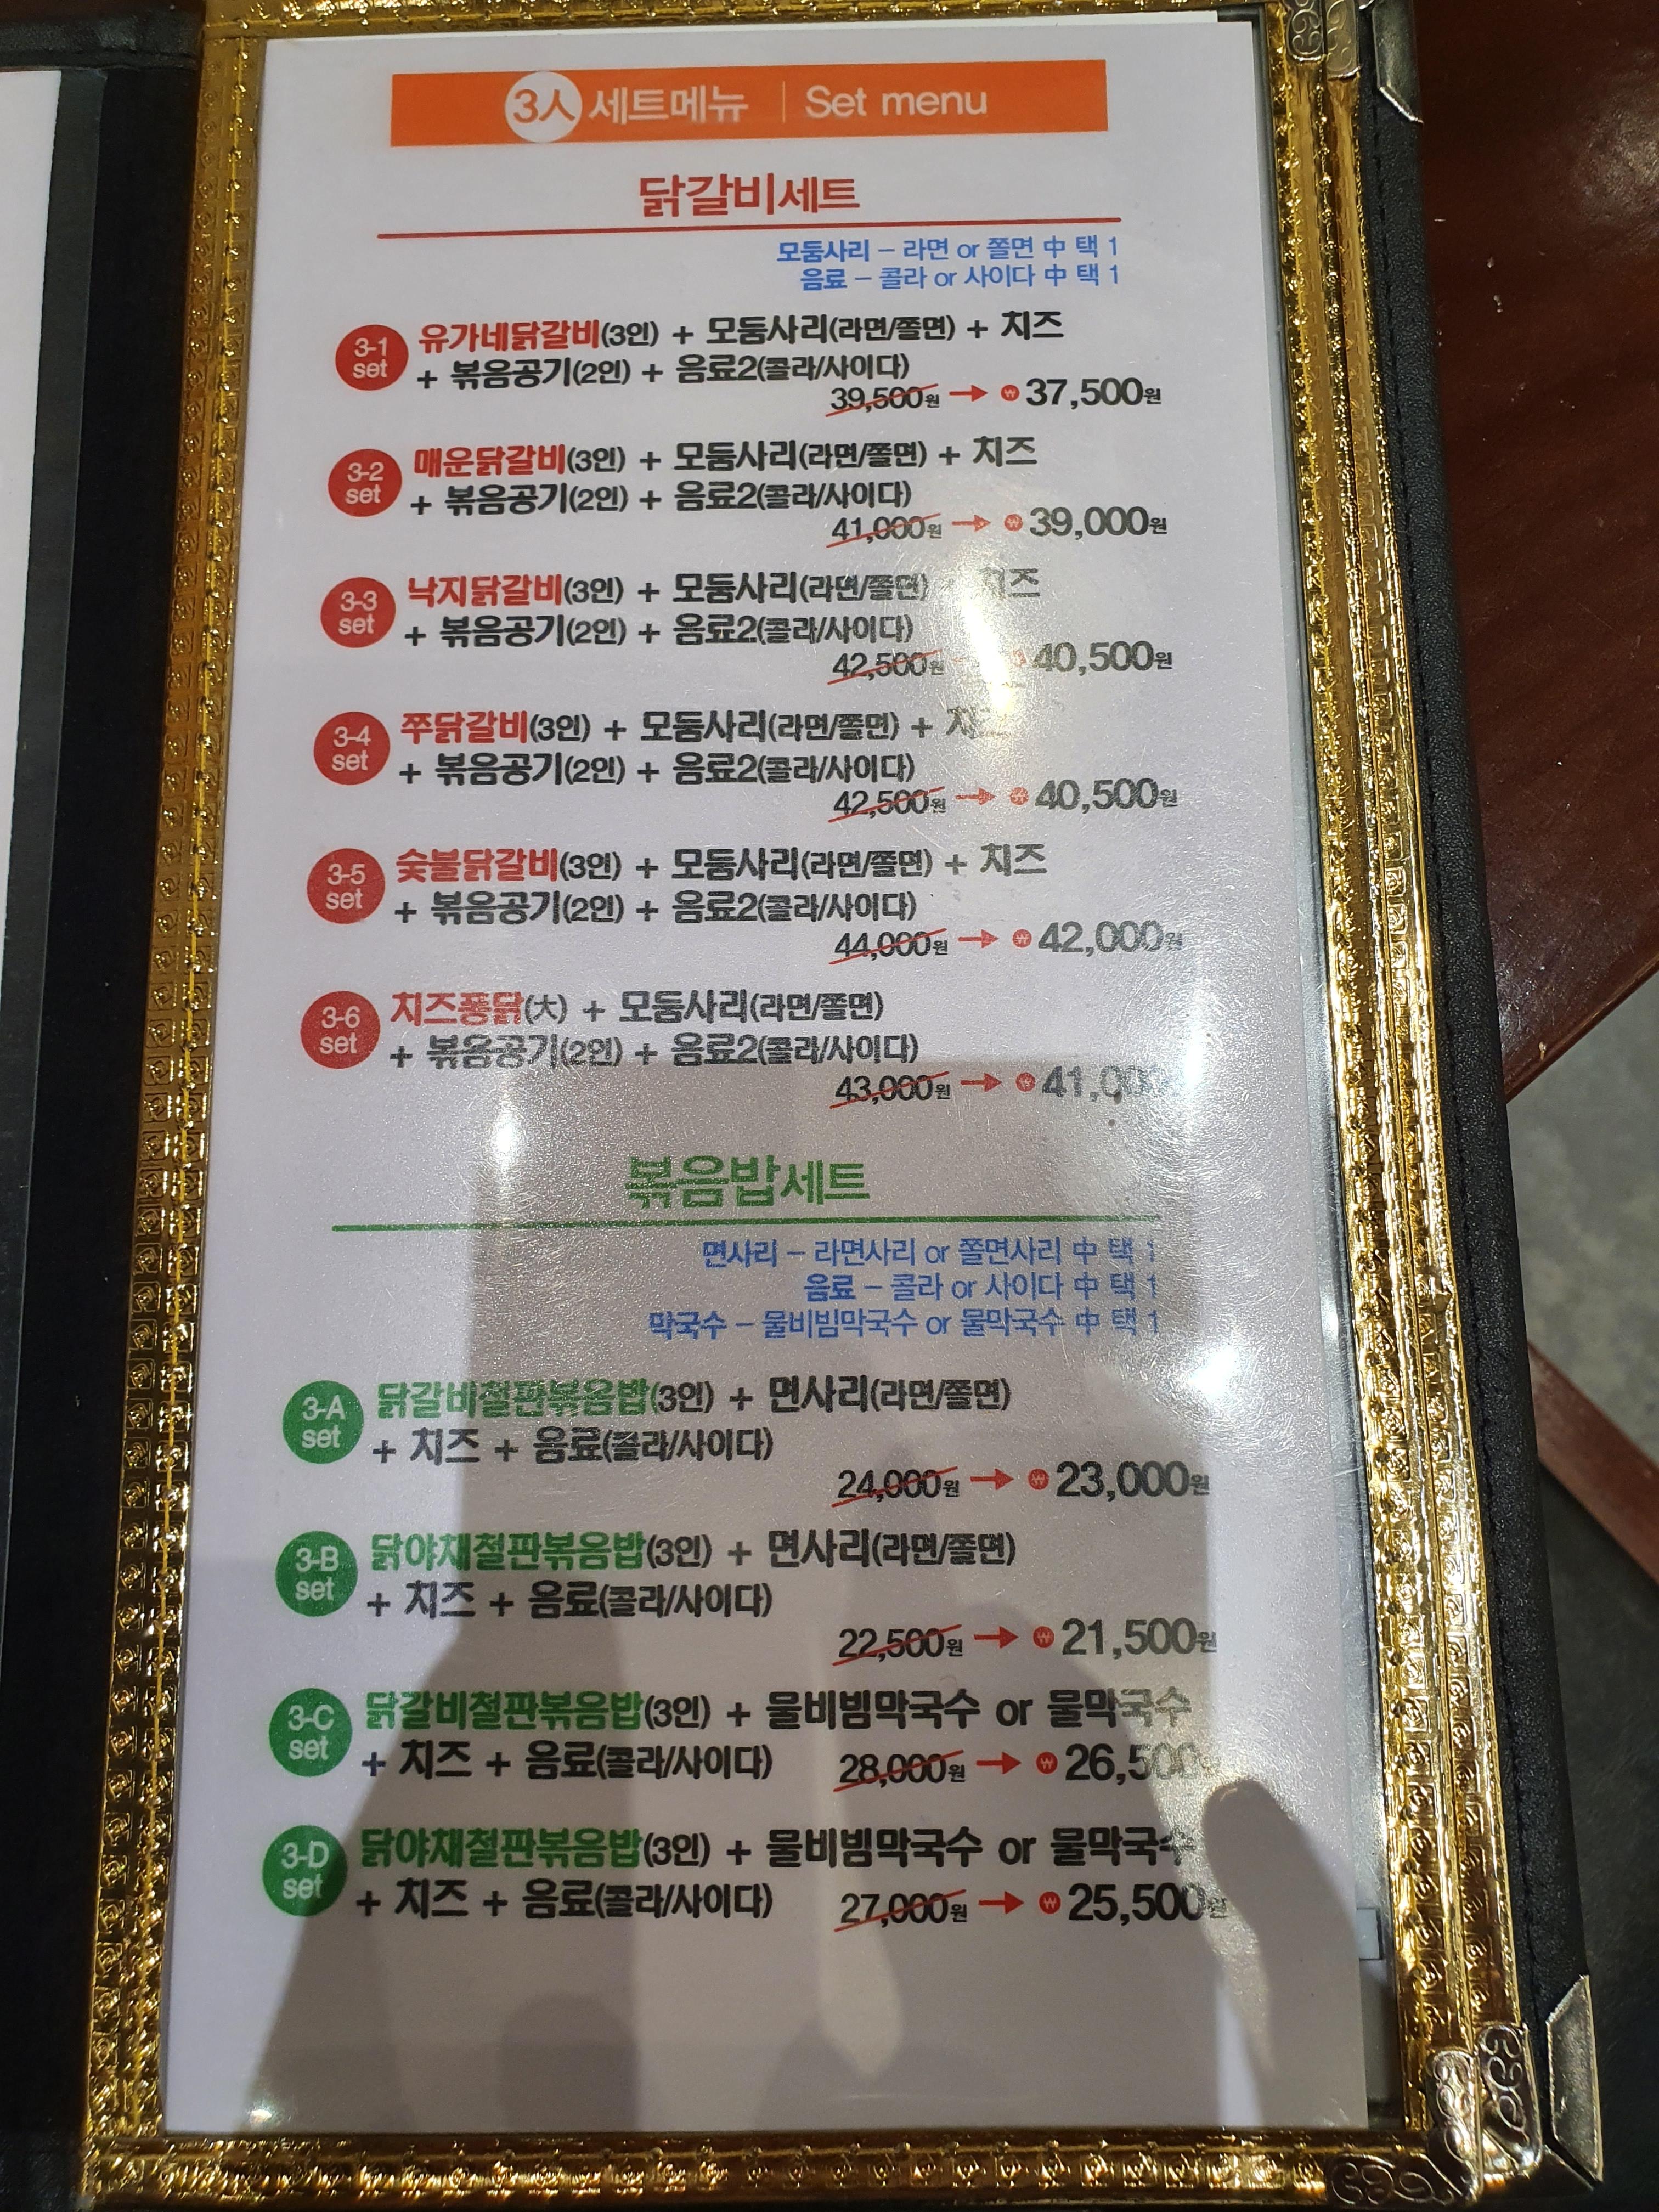 3人 세트메뉴 | Set menu
닭갈비세트
모둠사리 – 라면 or 쫄면 中 택 1
음료 – 콜라 or 사이다 中 택 1
3-1 set 유가네닭갈비(3인) + 모둠사리(라면/쫄면) + 치즈
+ 볶음공기(2인) + 음료2(콜라/사이다)
39,500원 → ₩ 37,500원
3-2 set 매운닭갈비(3인) + 모둠사리(라면/쫄면) + 치즈
+ 볶음공기(2인) + 음료2(콜라/사이다)
41,000원 → ₩ 39,000원
3-3 set 낙지닭갈비(3인) + 모둠사리(라면/쫄면) + 치즈
+ 볶음공기(2인) + 음료2(콜라/사이다)
42,500원 → ₩ 40,500원
3-4 set 쭈닭갈비(3인) + 모둠사리(라면/쫄면) + 치즈
+ 볶음공기(2인) + 음료2(콜라/사이다)
42,500원 → ₩ 40,500원
3-5 set 숯불닭갈비(3인) + 모둠사리(라면/쫄면) + 치즈
+ 볶음공기(2인) + 음료2(콜라/사이다)
44,000원 → ₩ 42,000원
3-6 set 치즈퐁닭(大) + 모둠사리(라면/쫄면)
+ 볶음공기(2인) + 음료2(콜라/사이다)
43,000원 → ₩ 41,000
볶음밥세트
면사리 – 라면사리 or 쫄면사리 中 택 1
음료 – 콜라 or 사이다 中 택 1
막국수 – 물비빔막국수 or 물막국수 中 택 1
3-A set 닭갈비철판볶음밥(3인) + 면사리(라면/쫄면)
+ 치즈 + 음료(콜라/사이다)
24,000원 → ₩ 23,000원
3-B set 닭야채철판볶음밥(3인) + 면사리(라면/쫄면)
+ 치즈 + 음료(콜라/사이다)
22,500원 → ₩ 21,500원
3-C set 닭갈비철판볶음밥(3인) + 물비빔막국수 or 물막국수
+ 치즈 + 음료(콜라/사이다) 28,000원 → ₩ 26,500원
3-D set 닭야채철판볶음밥(3인) + 물비빔막국수 or 물막국수
+ 치즈 + 음료(콜라/사이다) 27,000원 → ₩ 25,500원